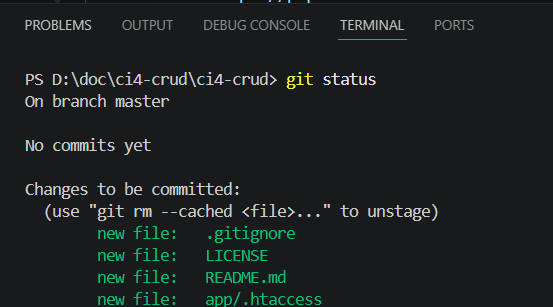 PROBLEMS OUTPUT DEBUG CONSOLE TERMINAL PORTS
PS D:\doc\ci4-crud\ci4-crud> git status
On branch master
No commits yet
Changes to be committed:
(use "git rm --cached <file>..." to unstage)
new file: .gitignore
new file: LICENSE
new file: README.md
new file: app/.htaccess